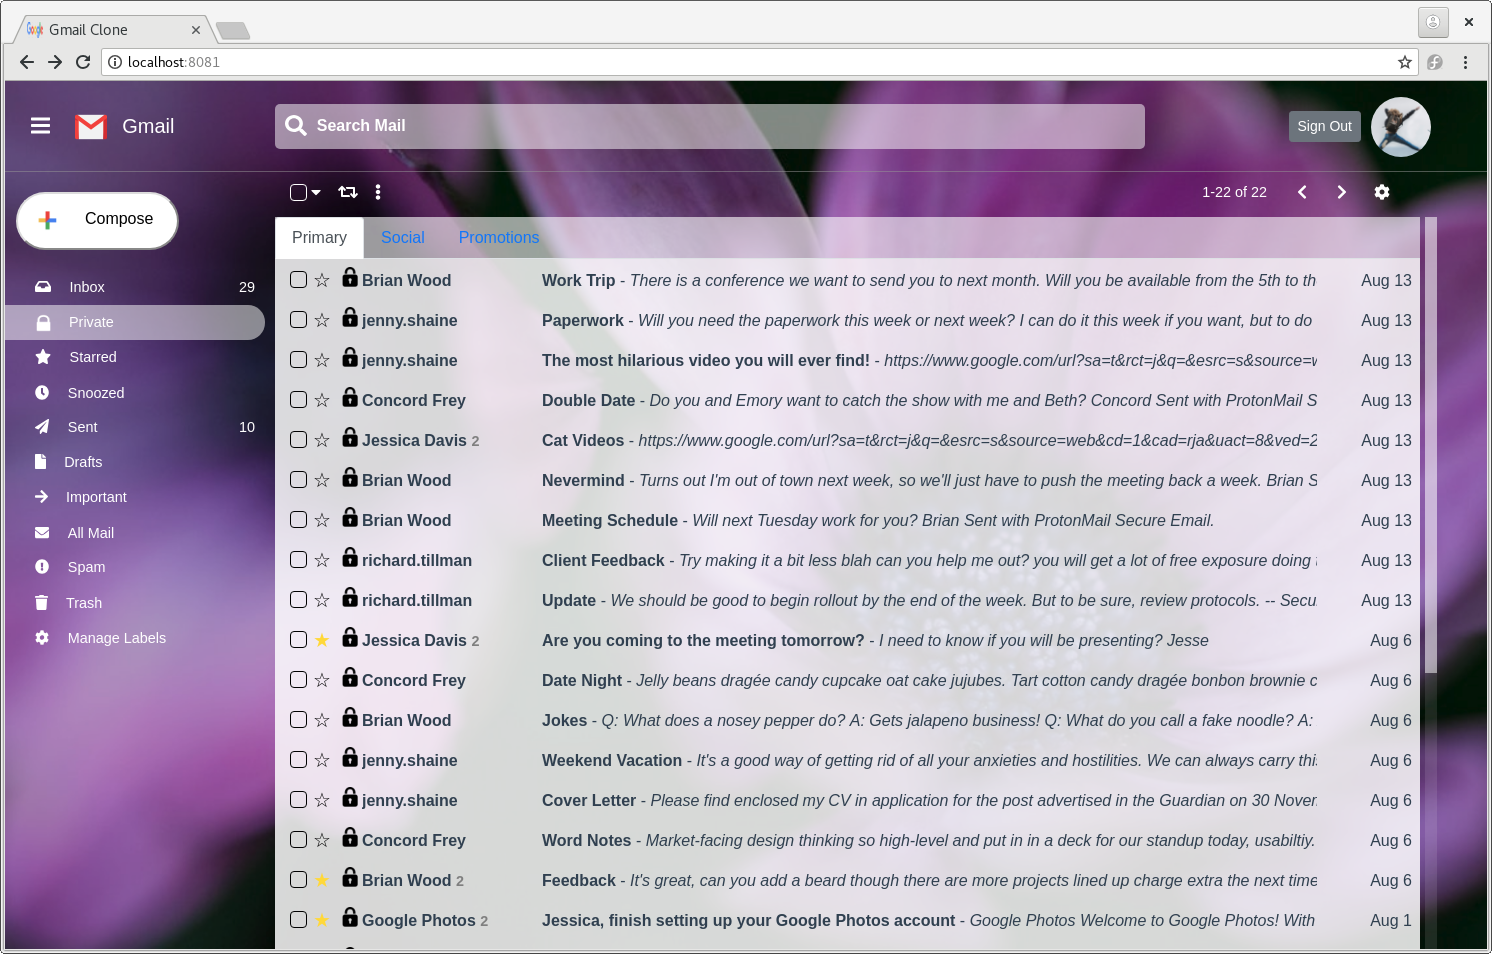 Gmail Clone
localhost:8081
Gmail
Search Mail
Sign Out
1-22 of 22
Compose
Primary Social Promotions
Inbox 29
Private
Starred
Snoozed
Sent 10
Drafts
Important
All Mail
Spam
Trash
Manage Labels
Brian Wood Work Trip - There is a conference we want to send you to next month. Will you be available from the 5th to th Aug 13
jenny.shaine Paperwork - Will you need the paperwork this week or next week? I can do it this week if you want, but to do Aug 13
jenny.shaine The most hilarious video you will ever find! - https://www.google.com/url?sa=t&rct=j&q=&esrc=s&source=w Aug 13
Concord Frey Double Date - Do you and Emory want to catch the show with me and Beth? Concord Sent with ProtonMail S Aug 13
Jessica Davis 2 Cat Videos - https://www.google.com/url?sa=t&rct=j&q=&esrc=s&source=web&cd=1&cad=rja&uact=8&ved=2 Aug 13
Brian Wood Nevermind - Turns out I'm out of town next week, so we'll just have to push the meeting back a week. Brian S Aug 13
Brian Wood Meeting Schedule - Will next Tuesday work for you? Brian Sent with ProtonMail Secure Email. Aug 13
richard.tillman Client Feedback - Try making it a bit less blah can you help me out? you will get a lot of free exposure doing Aug 13
richard.tillman Update - We should be good to begin rollout by the end of the week. But to be sure, review protocols. -- Secu Aug 13
Jessica Davis 2 Are you coming to the meeting tomorrow? - I need to know if you will be presenting? Jesse Aug 6
Concord Frey Date Night - Jelly beans dragée candy cupcake oat cake jujubes. Tart cotton candy dragée bonbon brownie c Aug 6
Brian Wood Jokes - Q: What does a nosey pepper do? A: Gets jalapeno business! Q: What do you call a fake noodle? A: Aug 6
jenny.shaine Weekend Vacation - It's a good way of getting rid of all your anxieties and hostilities. We can always carry this Aug 6
jenny.shaine Cover Letter - Please find enclosed my CV in application for the post advertised in the Guardian on 30 Nover Aug 6
Concord Frey Word Notes - Market-facing design thinking so high-level and put in in a deck for our standup today, usabiltiy. Aug 6
Brian Wood 2 Feedback - It's great, can you add a beard though there are more projects lined up charge extra the next time Aug 6
Google Photos 2 Jessica, finish setting up your Google Photos account - Google Photos Welcome to Google Photos! With Aug 1